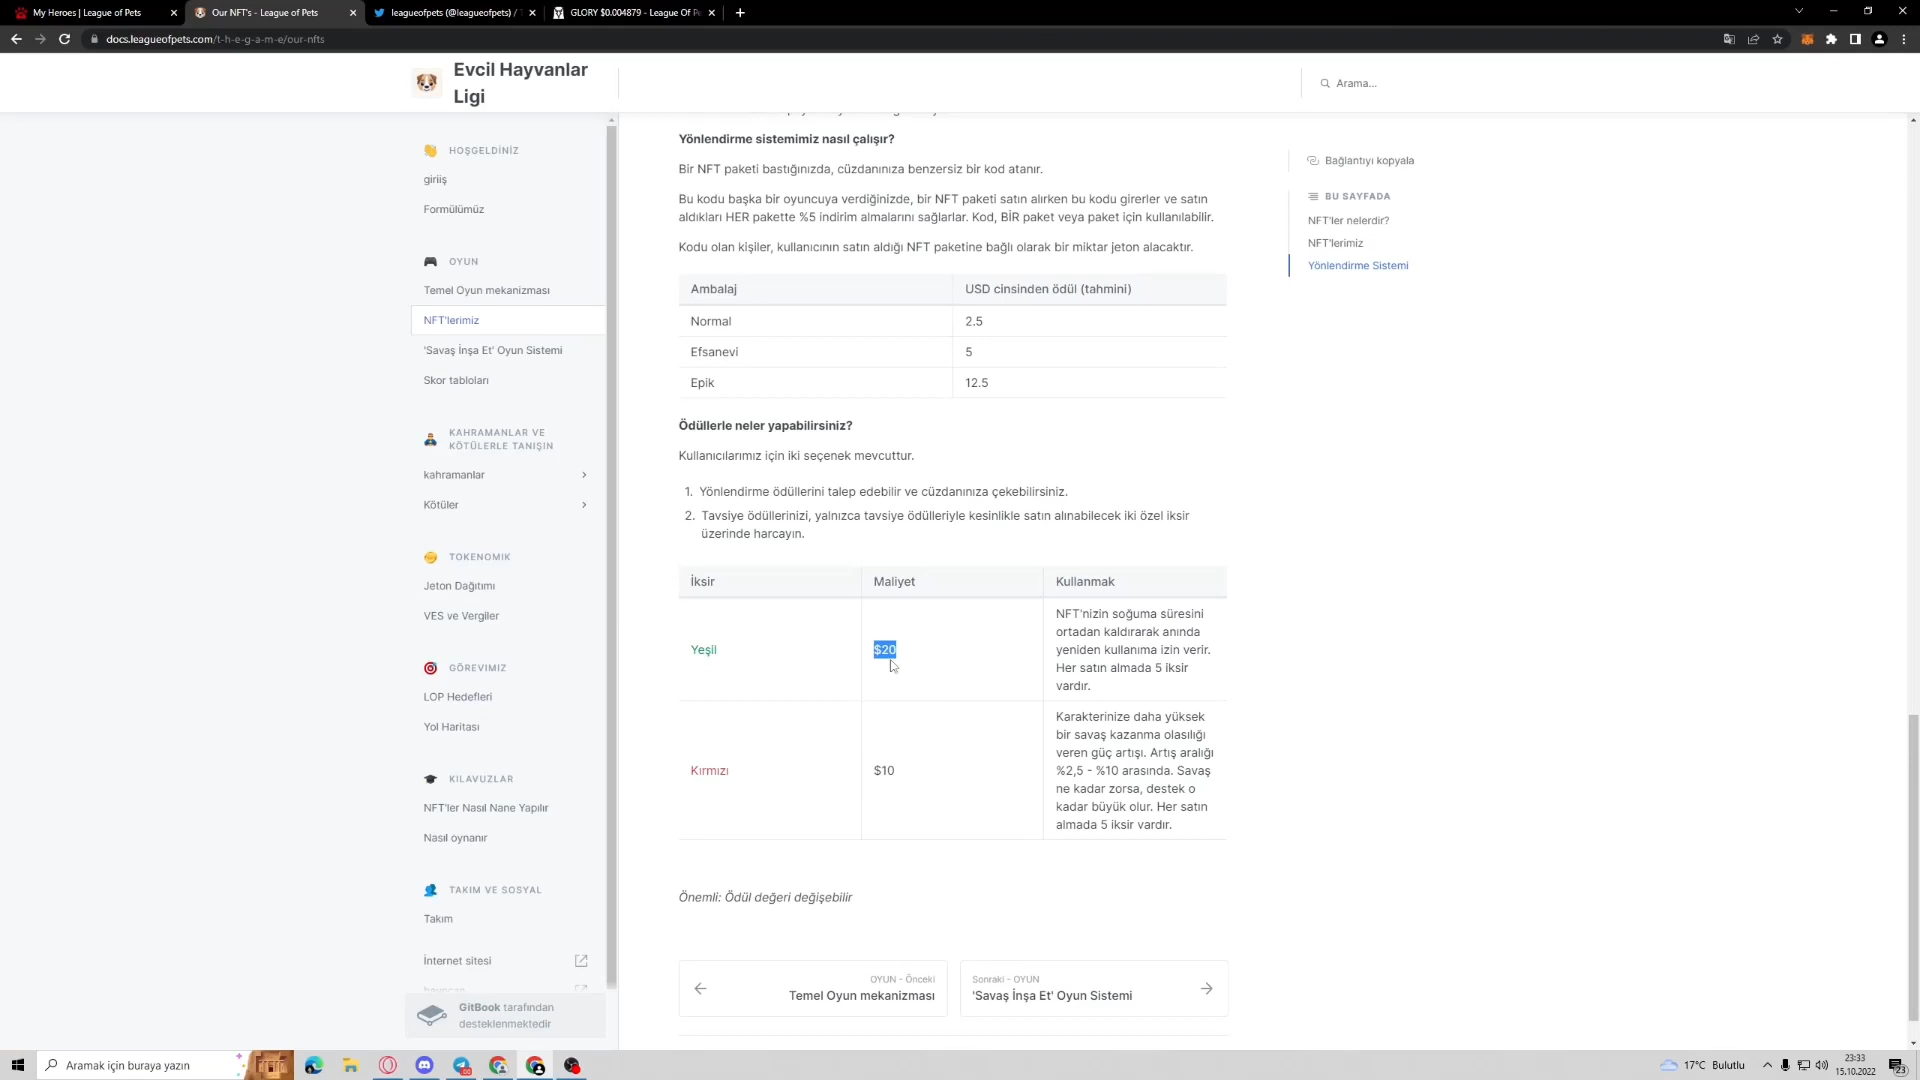 My Heroes | League of Pets
Our NFT's - League of Pets
leagueofpets (@leagueofpets) / T
GLORY $0.004879 - League Of Pe
docs.leagueofpets.com/t-h-e-g-a-m-e/our-nfts
Evcil Hayvanlar
Ligi
Arama...
HOŞGELDİNİZ
giriiş
Formülümüz
OYUN
Temel Oyun mekanizması
NFT'lerimiz
'Savaş İnşa Et' Oyun Sistemi
Skor tabloları
KAHRAMANLAR VE
KÖTÜLERLE TANIŞIN
kahramanlar
Kötüler
TOKENOMIK
Jeton Dağıtımı
VES ve Vergiler
GÖREVIMIZ
LOP Hedefleri
Yol Haritası
KILAVUZLAR
NFT'ler Nasıl Nane Yapılır
Nasıl oynanır
TAKIM VE SOSYAL
Takım
İnternet sitesi
GitBook tarafından
desteklenmektedir
Yönlendirme sistemimiz nasıl çalışır?
Bir NFT paketi bastığınızda, cüzdanınıza benzersiz bir kod atanır.
Bu kodu başka bir oyuncuya verdiğinizde, bir NFT paketi satın alırken bu kodu girerler ve satın
aldıkları HER pakette %5 indirim almalarını sağlarlar. Kod, BİR paket veya paket için kullanılabilir.
Kodu olan kişiler, kullanıcının satın aldığı NFT paketine bağlı olarak bir miktar jeton alacaktır.
Ambalaj USD cinsinden ödül (tahmini)
Normal 2.5
Efsanevi 5
Epik 12.5
Ödüllerle neler yapabilirsiniz?
Kullanıcılarımız için iki seçenek mevcuttur.
1. Yönlendirme ödüllerini talep edebilir ve cüzdanınıza çekebilirsiniz.
2. Tavsiye ödüllerinizi, yalnızca tavsiye ödülleriyle kesinlikle satın alınabilecek iki özel iksir
üzerinde harcayın.
İksir Maliyet Kullanmak
Yeşil
$20
NFT'nizin soğuma süresini
ortadan kaldırarak anında
yeniden kullanıma izin verir.
Her satın almada 5 iksir
vardır.
Kırmızı
$10
Karakterinize daha yüksek
bir savaş kazanma olasılığı
veren güç artışı. Artış aralığı
%2,5 - %10 arasında. Savaş
ne kadar zorsa, destek o
kadar büyük olur. Her satın
almada 5 iksir vardır.
Önemli: Ödül değeri değişebilir
OYUN - Önceki
Temel Oyun mekanizması
Sonraki - OYUN
'Savaş İnşa Et' Oyun Sistemi
Bağlantıyı kopyala
BU SAYFADA
NFT'ler nelerdir?
NFT'lerimiz
Yönlendirme Sistemi
Aramak için buraya yazın
17°C Bulutlu
23:33
15.10.2022
23